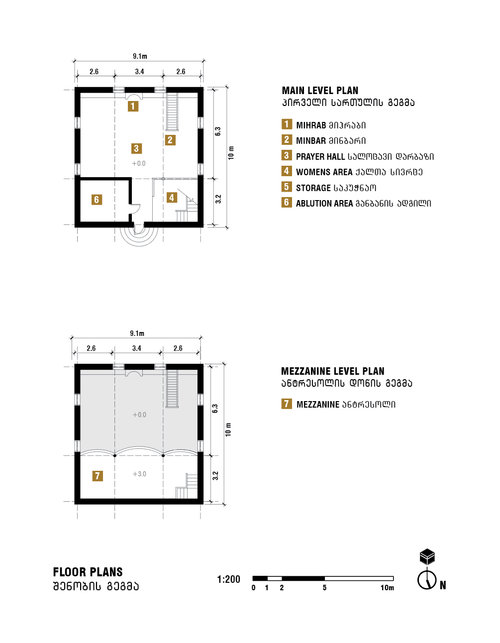 9.1m
2.6 3.4 2.6
1
2
3
+0.0
6
4
6.3
3.2
10 m
MAIN LEVEL PLAN
პირველი სართულის გეგმა
1 MIHRAB მიჰრაბი
2 MINBAR მინბარი
3 PRAYER HALL სალოცავი დარბაზი
4 WOMENS AREA ქალთა სივრცე
5 STORAGE საკუჭნაო
6 ABLUTION AREA განბანის ადგილი
9.1m
2.6 3.4 2.6
+0.0
6.3
10 m
7
+3.0
3.2
MEZZANINE LEVEL PLAN
ანტრესოლის დონის გეგმა
7 MEZZANINE ანტრესოლი
FLOOR PLANS
შენობის გეგმა
1:200
0 1 2 5 10m
N